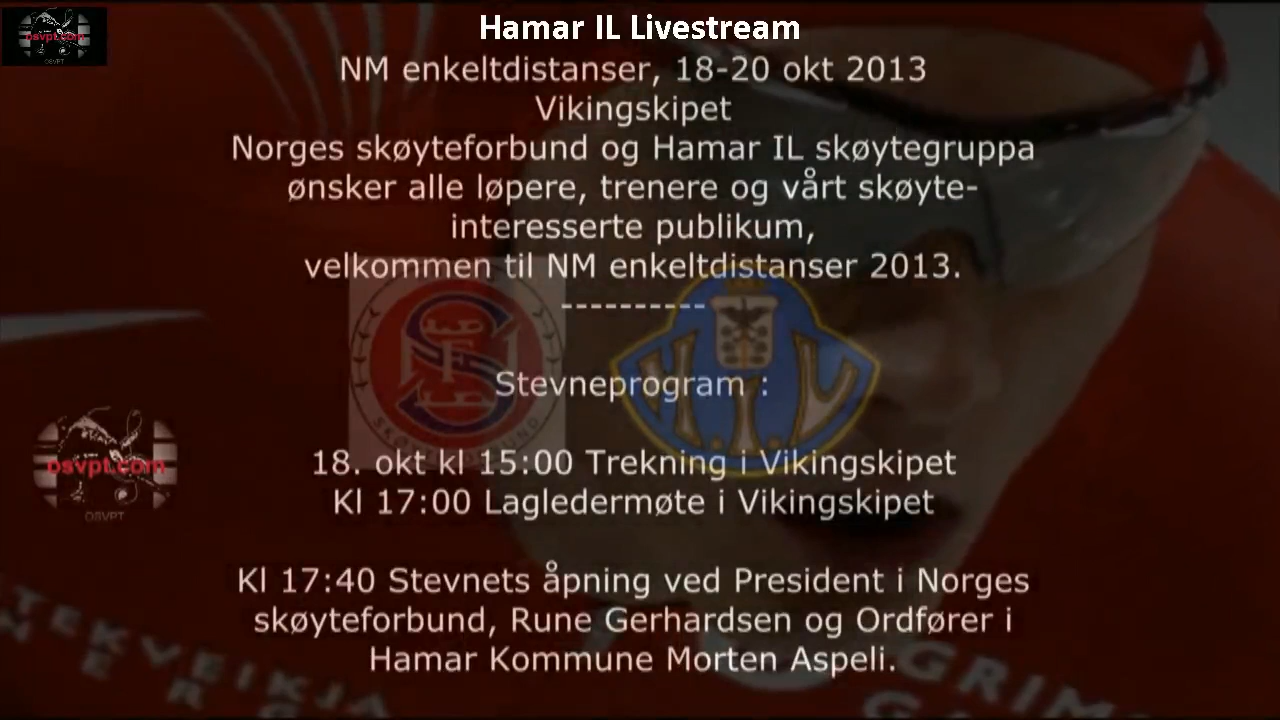 Hamar IL Livestream
osvpt.com
OSVPT
NM enkeltdistanser, 18-20 okt 2013
Vikingskipet
Norges skøyteforbund og Hamar IL skøytegruppa
ønsker alle løpere, trenere og vårt skøyte-
interesserte publikum,
velkommen til NM enkeltdistanser 2013.
----------
Stevneprogram :
H.I.L
18. okt kl 15:00 Trekning i Vikingskipet
Kl 17:00 Lagledermøte i Vikingskipet
osvpt.com
OSVPT
Kl 17:40 Stevnets åpning ved President i Norges
skøyteforbund, Rune Gerhardsen og Ordfører i
Hamar Kommune Morten Aspeli.